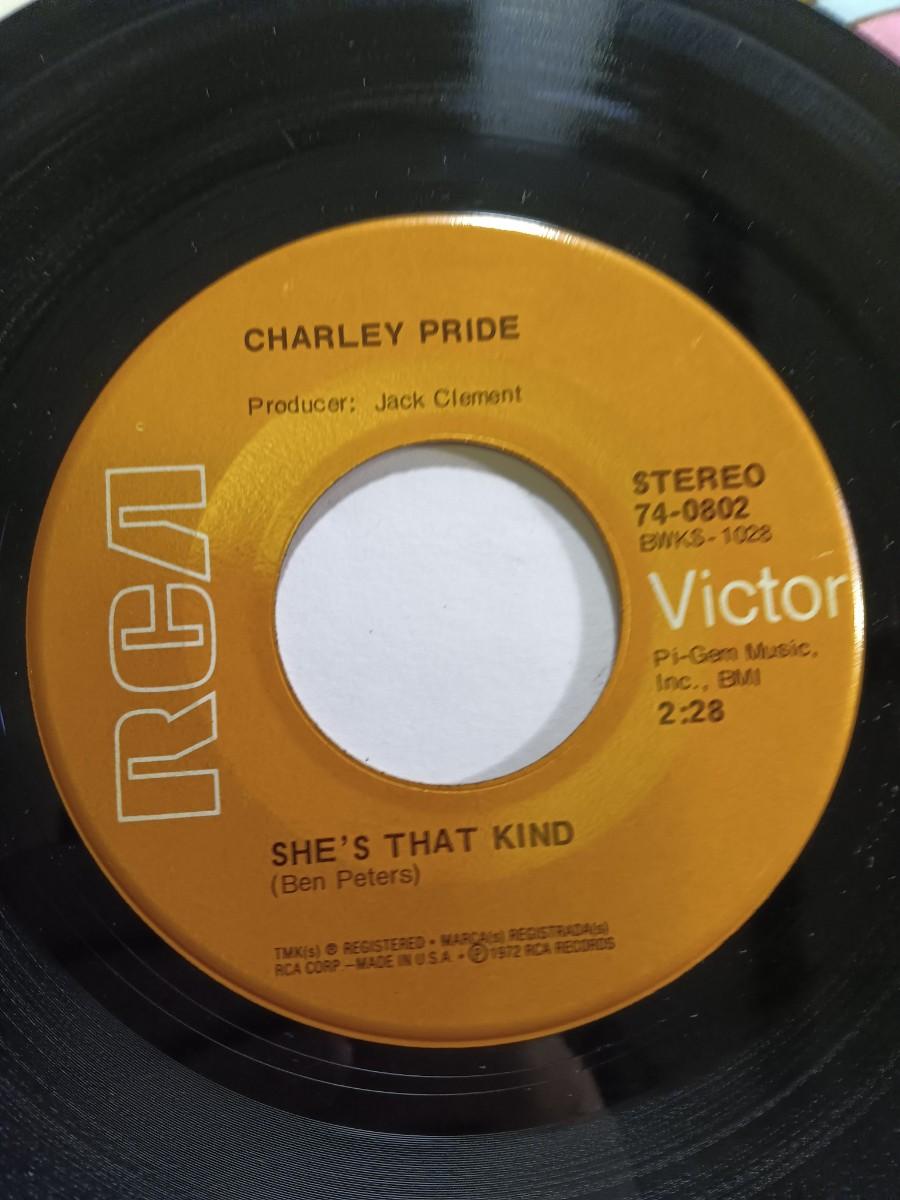 CHARLEY PRIDE
Producer: Jack Clement
RCA
STEREO
74-0802
BWKS-1028
Victor
Pi-Gem Music,
Inc., BMI
2:28
SHE'S THAT KIND
(Ben Peters)
TMK(s) ® REGISTERED • MARCA(s) REGISTRADA(s)
RCA CORP.—MADE IN U.S.A. • ℗1972 RCA RECORDS